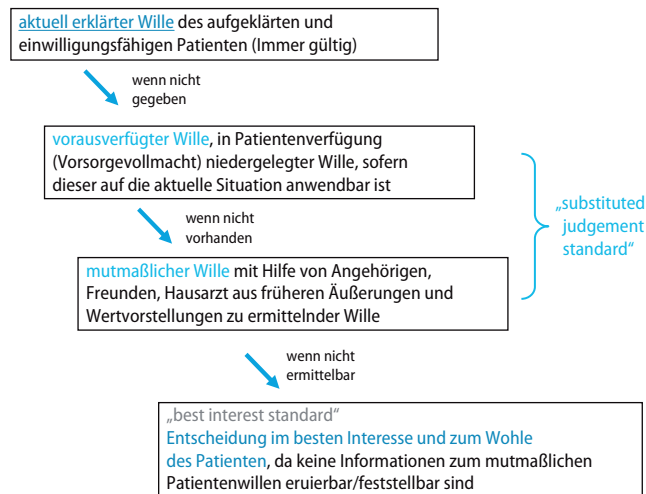 aktuell erklärter Wille des aufgeklärten und
einwilligungsfähigen Patienten (Immer gültig)
wenn nicht
gegeben
vorausverfügter Wille, in Patientenverfügung
(Vorsorgevollmacht) niedergelegter Wille, sofern
dieser auf die aktuelle Situation anwendbar ist
„substituted
judgement
standard“
wenn nicht
vorhanden
mutmaßlicher Wille mit Hilfe von Angehörigen,
Freunden, Hausarzt aus früheren Äußerungen und
Wertvorstellungen zu ermittelnder Wille
wenn nicht
ermittelbar
„best interest standard“
Entscheidung im besten Interesse und zum Wohle
des Patienten, da keine Informationen zum mutmaßlichen
Patientenwillen eruierbar/feststellbar sind